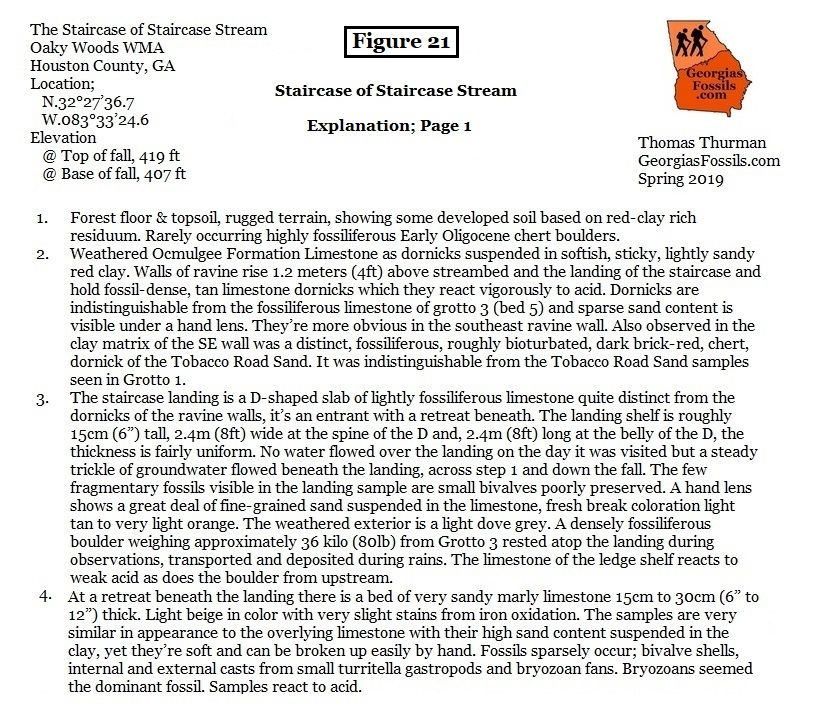 The Staircase of Staircase Stream
Oaky Woods WMA
Houston County, GA
Location;
N.32°27’36.7
W.083°33’24.6
Elevation
@ Top of fall, 419 ft
@ Base of fall, 407 ft
Figure 21
Staircase of Staircase Stream
Explanation; Page 1
Georgias
Fossils
.com
Thomas Thurman
GeorgiasFossils.com
Spring 2019
1. Forest floor & topsoil, rugged terrain, showing some developed soil based on red-clay rich
residuum. Rarely occurring highly fossiliferous Early Oligocene chert boulders.
2. Weathered Ocmulgee Formation Limestone as dornicks suspended in softish, sticky, lightly sandy
red clay. Walls of ravine rise 1.2 meters (4ft) above streambed and the landing of the staircase and
hold fossil-dense, tan limestone dornicks which they react vigorously to acid. Dornicks are
indistinguishable from the fossiliferous limestone of grotto 3 (bed 5) and sparse sand content is
visible under a hand lens. They’re more obvious in the southeast ravine wall. Also observed in the
clay matrix of the SE wall was a distinct, fossiliferous, roughly bioturbated, dark brick-red, chert,
dornick of the Tobacco Road Sand. It was indistinguishable from the Tobacco Road Sand samples
seen in Grotto 1.
3. The staircase landing is a D-shaped slab of lightly fossiliferous limestone quite distinct from the
dornicks of the ravine walls, it’s an entrant with a retreat beneath. The landing shelf is roughly
15cm (6”) tall, 2.4m (8ft) wide at the spine of the D and, 2.4m (8ft) long at the belly of the D, the
thickness is fairly uniform. No water flowed over the landing on the day it was visited but a steady
trickle of groundwater flowed beneath the landing, across step 1 and down the fall. The few
fragmentary fossils visible in the landing sample are small bivalves poorly preserved. A hand lens
shows a great deal of fine-grained sand suspended in the limestone, fresh break coloration light
tan to very light orange. The weathered exterior is a light dove grey. A densely fossiliferous
boulder weighing approximately 36 kilo (80lb) from Grotto 3 rested atop the landing during
observations, transported and deposited during rains. The limestone of the ledge shelf reacts to
weak acid as does the boulder from upstream.
4. At a retreat beneath the landing there is a bed of very sandy marly limestone 15cm to 30cm (6” to
12”) thick. Light beige in color with very slight stains from iron oxidation. The samples are very
similar in appearance to the overlying limestone with their high sand content suspended in the
clay, yet they’re soft and can be broken up easily by hand. Fossils sparsely occur; bivalve shells,
internal and external casts from small turritella gastropods and bryozoan fans. Bryozoans seemed
the dominant fossil. Samples react to acid.